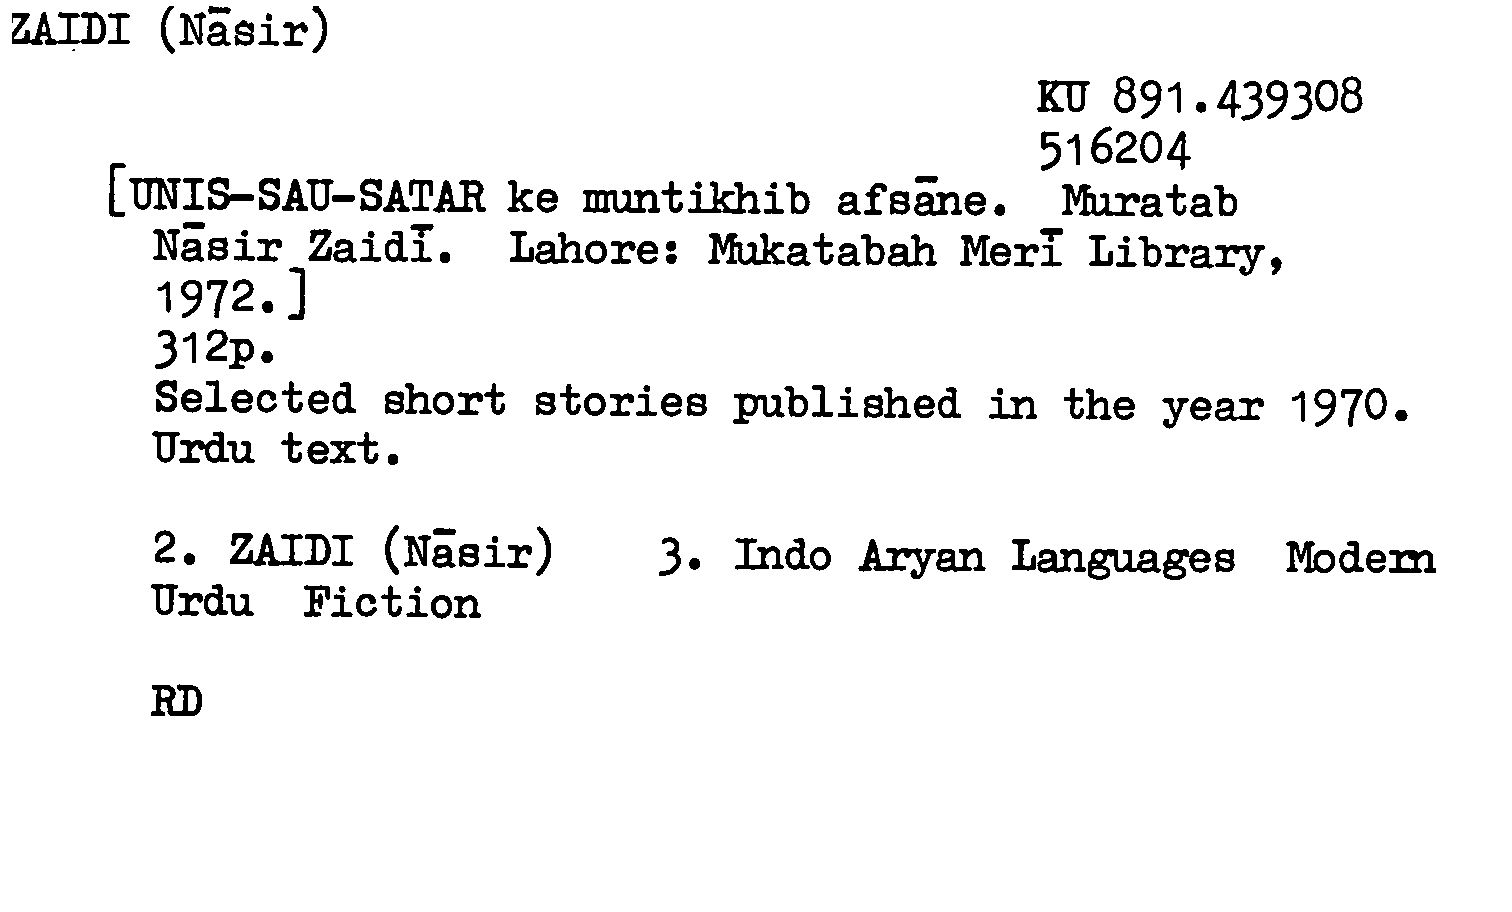 ZAIDI (Nāsir)
KU 891.439308
516204
[UNIS-SAU-SATAR ke muntikhib afsāne. Muratab
Nāsir Zaidī. Lahore: Mukatabah Merī Library,
1972.]
312p.
Selected short stories published in the year 1970.
Urdu text.
2. ZAIDI (Nāsir) 3. Indo Aryan Languages Modern
Urdu Fiction
RD